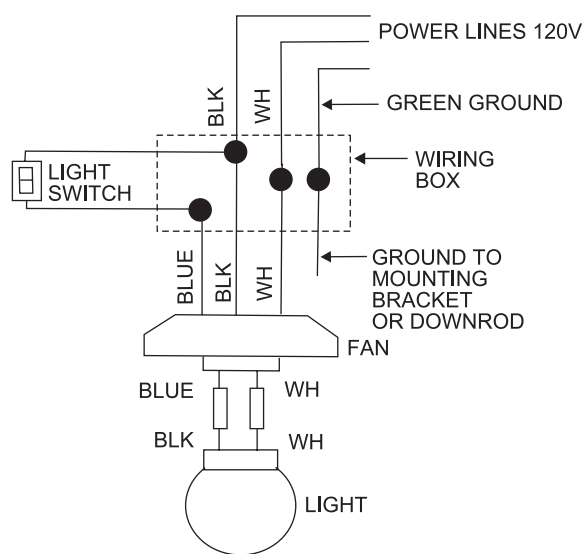 POWER LINES 120V
BLK
WH
GREEN GROUND
WIRING
BOX
LIGHT
SWITCH
BLUE
BLK
WH
GROUND TO
MOUNTING
BRACKET
OR DOWNROD
FAN
BLUE
WH
BLK
WH
LIGHT